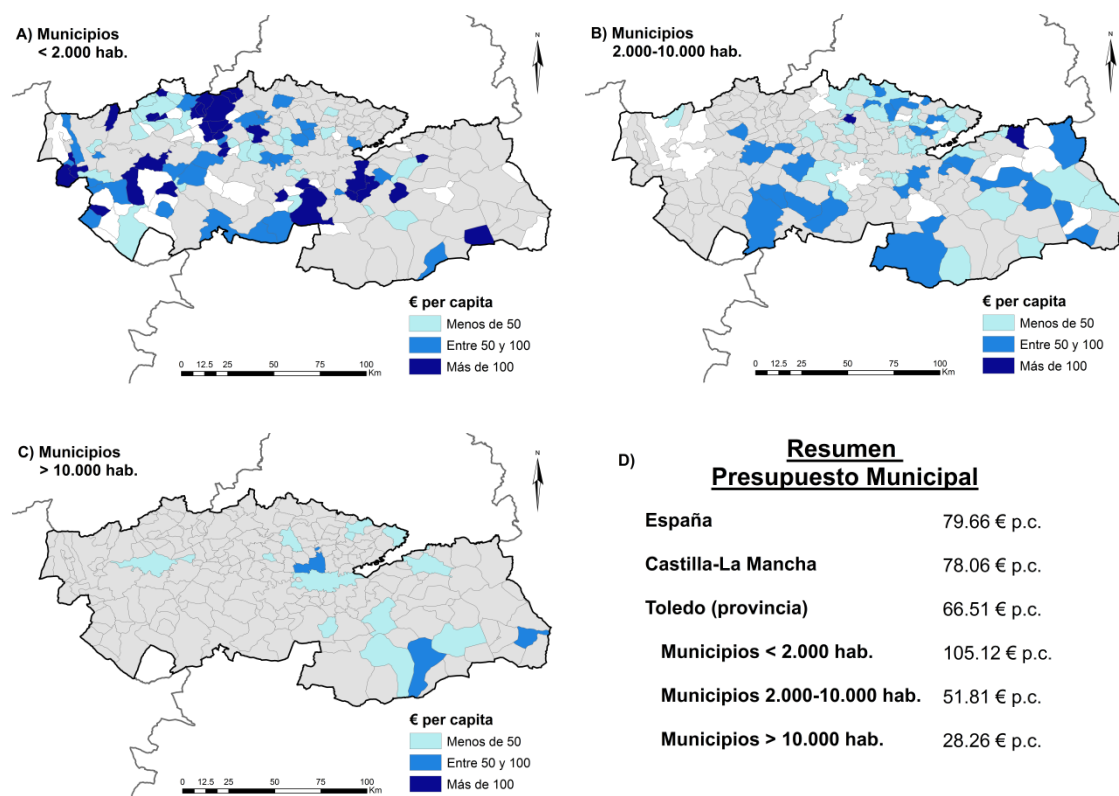 A) Municipios
< 2.000 hab.
N
€ per capita
Menos de 50
Entre 50 y 100
Más de 100
0 12.5 25 50 75 100
Km
B) Municipios
2.000-10.000 hab.
N
€ per capita
Menos de 50
Entre 50 y 100
Más de 100
0 12.5 25 50 75 100
Km
C) Municipios
> 10.000 hab.
N
€ per capita
Menos de 50
Entre 50 y 100
Más de 100
0 12.5 25 50 75 100
Km
D) Resumen
Presupuesto Municipal
España 79.66 € p.c.
Castilla-La Mancha 78.06 € p.c.
Toledo (provincia) 66.51 € p.c.
Municipios < 2.000 hab. 105.12 € p.c.
Municipios 2.000-10.000 hab. 51.81 € p.c.
Municipios > 10.000 hab. 28.26 € p.c.